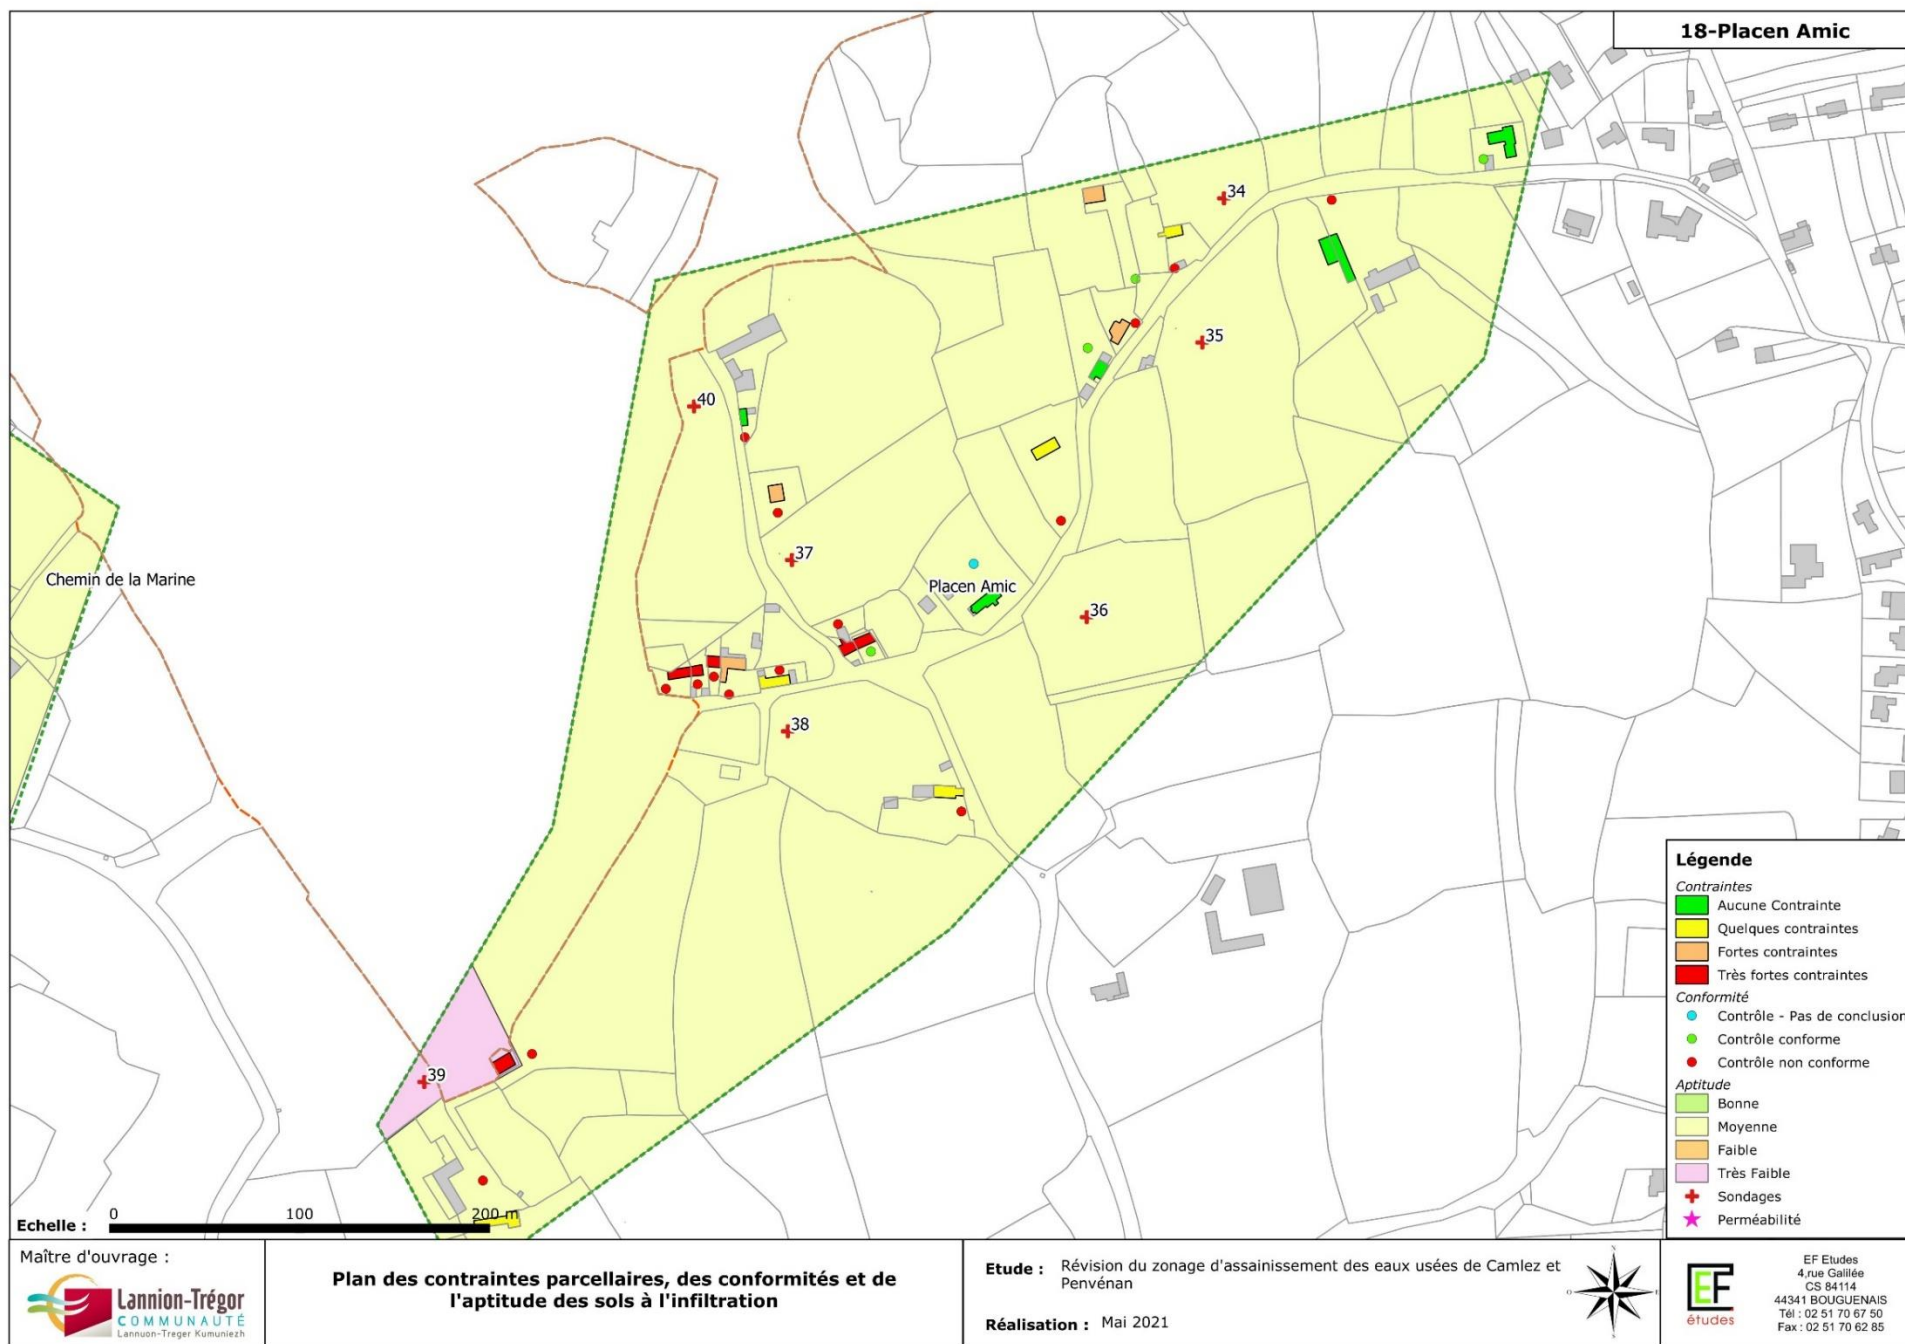 18-Placen Amic
34
35
40
37
Chemin de la Marine
Placen Amic
36
38
39
Echelle :
0 100 200 m
Légende
Contraintes
Aucune Contrainte
Quelques contraintes
Fortes contraintes
Très fortes contraintes
Conformité
Contrôle - Pas de conclusion
Contrôle conforme
Contrôle non conforme
Aptitude
Bonne
Moyenne
Faible
Très Faible
Sondages
Perméabilité
Maître d'ouvrage :
Lannion-Trégor
COMMUNAUTÉ
Lannuon-Treger Kumuniezh
Plan des contraintes parcellaires, des conformités et de
l'aptitude des sols à l'infiltration
Etude : Révision du zonage d'assainissement des eaux usées de Camlez et
Penvénan
Réalisation : Mai 2021
N
O E
S
EF
études
EF Etudes
4,rue Galilée
CS 84114
44341 BOUGUENAIS
Tél : 02 51 70 67 50
Fax : 02 51 70 62 85